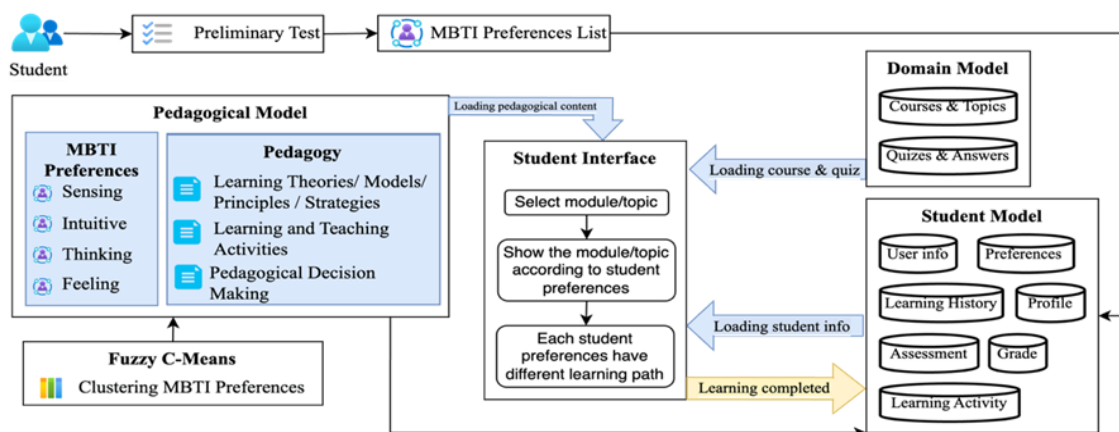 Preliminary Test
MBTI Preferences List
Student
Pedagogical Model
MBTI
Preferences
Sensing
Intuitive
Thinking
Feeling
Pedagogy
Learning Theories/ Models/
Principles / Strategies
Learning and Teaching
Activities
Pedagogical Decision
Making
Fuzzy C-Means
Clustering MBTI Preferences
Loading pedagogical content
Student Interface
Select module/topic
Show the module/topic
according to student
preferences
Each student
preferences have
different learning path
Domain Model
Courses & Topics
Quizes & Answers
Loading course & quiz
Student Model
User info
Preferences
Learning History
Profile
Assessment
Grade
Learning Activity
Loading student info
Learning completed